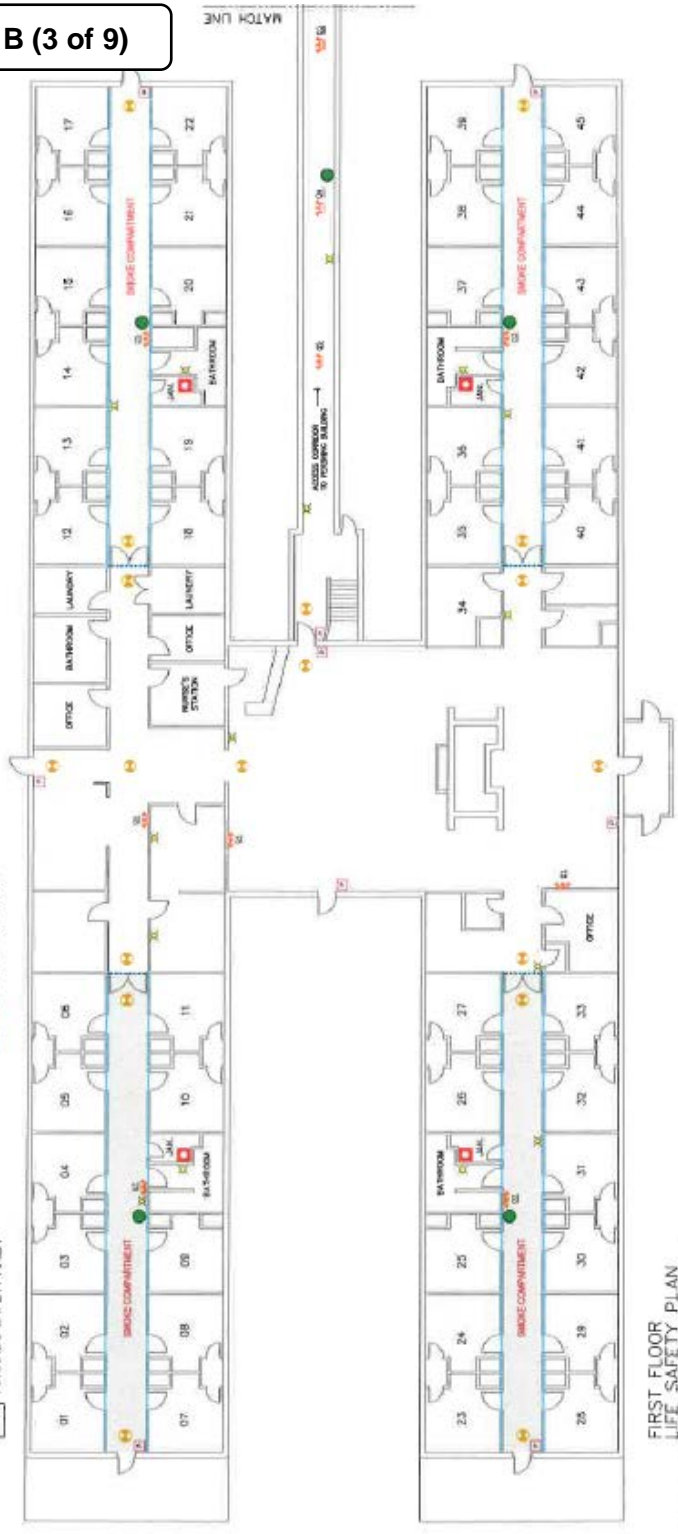 B (3 of 9)
MATCH LINE
17
22
16
21
SMOKE COMPARTMENT
15
20
14
JAN.
BATHROOM
13
19
12
18
LAUNDRY
LAUNDRY
BATHROOM
OFFICE
OFFICE
NURSE'S
STATION
ACCESS CORRIDOR
TO PERSHING BUILDING
39
45
38
44
SMOKE COMPARTMENT
37
43
BATHROOM
JAN.
42
36
41
35
40
34
06
11
05
10
04
JAN.
BATHROOM
03
09
SMOKE COMPARTMENT
02
08
01
07
OFFICE
27
33
26
32
BATHROOM
JAN.
31
25
30
SMOKE COMPARTMENT
24
29
23
28
FIRST FLOOR
LIFE SAFETY PLAN